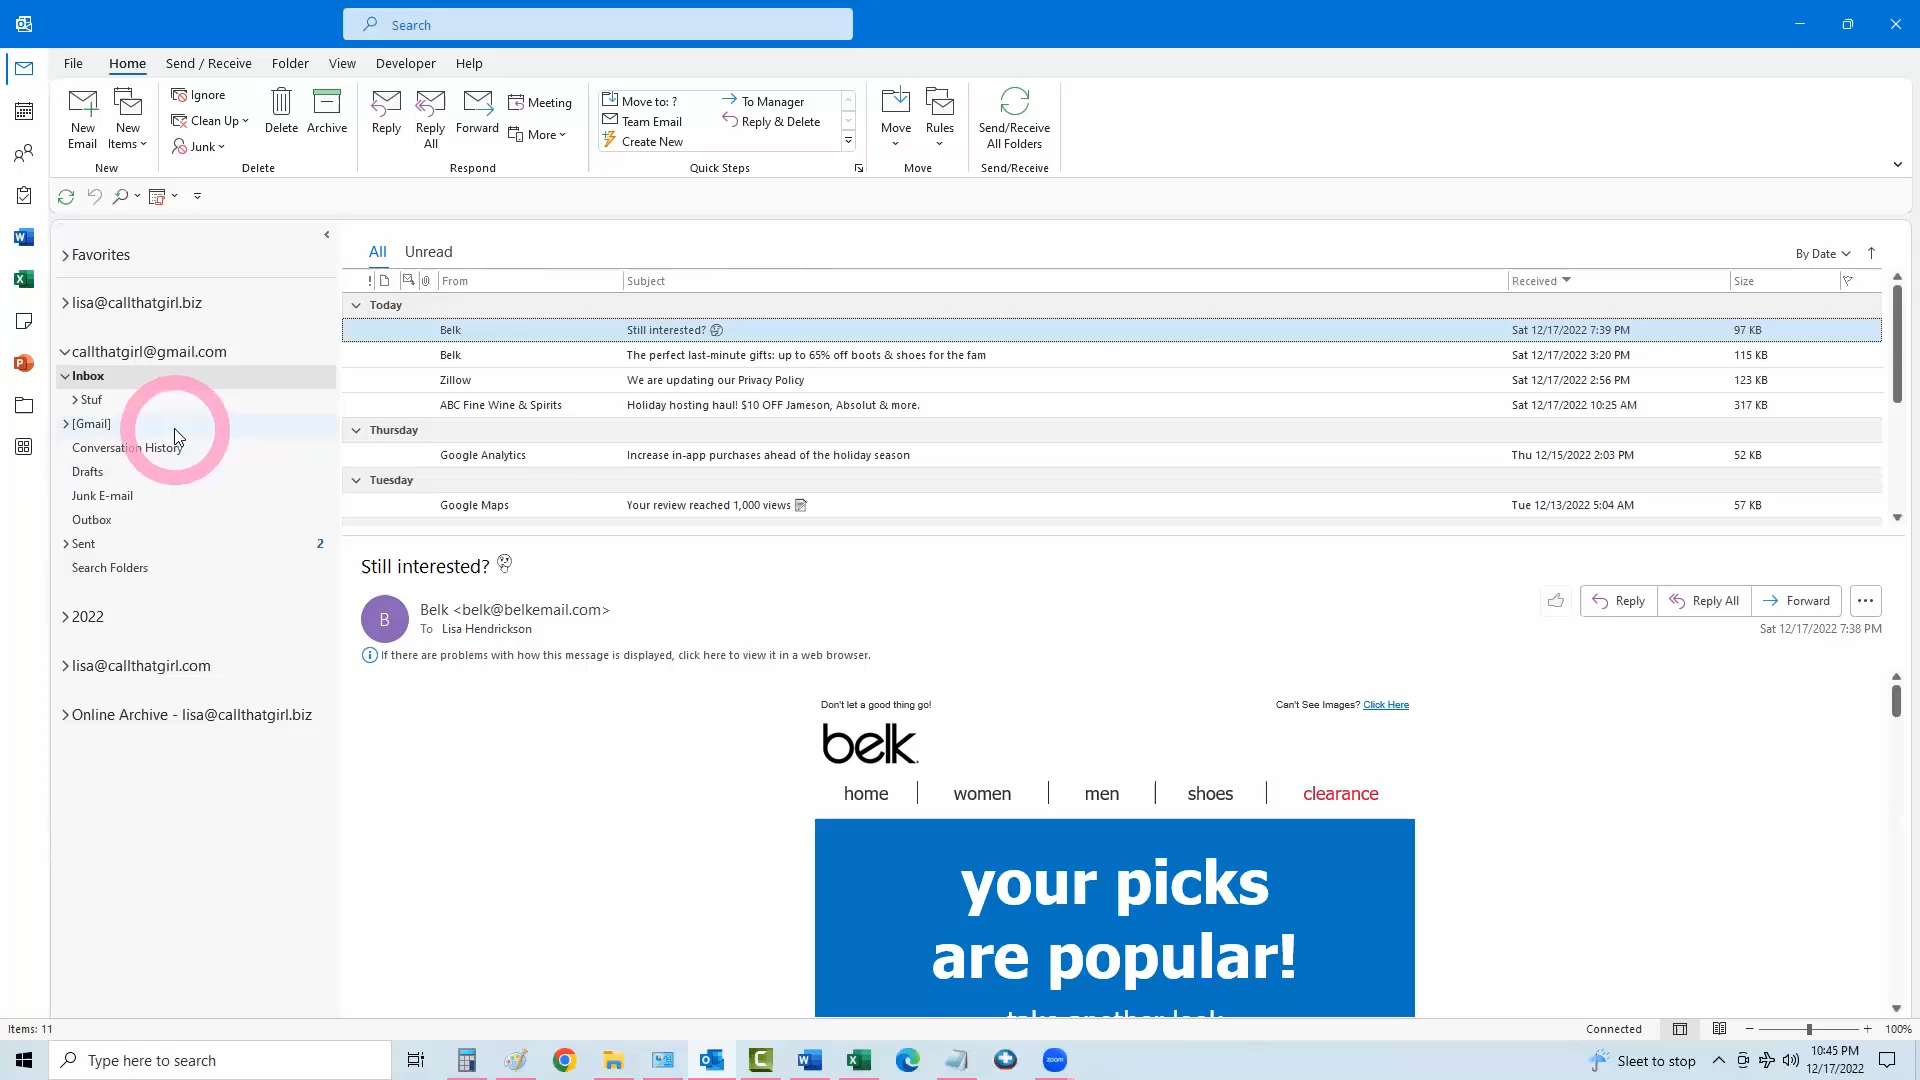 Search
File Home Send / Receive Folder View Developer Help
New Email
New Items
Ignore
Clean Up
Junk
Delete
Archive
Reply
Reply All
Forward
Meeting
More
Move to: ?
Team Email
Create New
To Manager
Reply & Delete
Move
Rules
Send/Receive All Folders
New Delete Respond Quick Steps Move Send/Receive
Favorites
lisa@callthatgirl.biz
callthatgirl@gmail.com
Inbox
Stuf
[Gmail]
Conversation History
Drafts
Junk E-mail
Outbox
Sent 2
Search Folders
2022
lisa@callthatgirl.com
Online Archive - lisa@callthatgirl.biz
All Unread By Date
! From Subject Received Size
Today
Belk Still interested? Sat 12/17/2022 7:39 PM 97 KB
Belk The perfect last-minute gifts: up to 65% off boots & shoes for the fam Sat 12/17/2022 3:20 PM 115 KB
Zillow We are updating our Privacy Policy Sat 12/17/2022 2:56 PM 123 KB
ABC Fine Wine & Spirits Holiday hosting haul! $10 OFF Jameson, Absolut & more. Sat 12/17/2022 10:25 AM 317 KB
Thursday
Google Analytics Increase in-app purchases ahead of the holiday season Thu 12/15/2022 2:03 PM 52 KB
Tuesday
Google Maps Your review reached 1,000 views Tue 12/13/2022 5:04 AM 57 KB
Still interested?
B
Belk <belk@belkemail.com>
To Lisa Hendrickson
Reply Reply All Forward
Sat 12/17/2022 7:38 PM
If there are problems with how this message is displayed, click here to view it in a web browser.
Don't let a good thing go! Can't See Images? Click Here
belk.
home women men shoes clearance
your picks
are popular!
take another look
Items: 11 Connected 100%
Type here to search
zoom
Sleet to stop
10:45 PM
12/17/2022